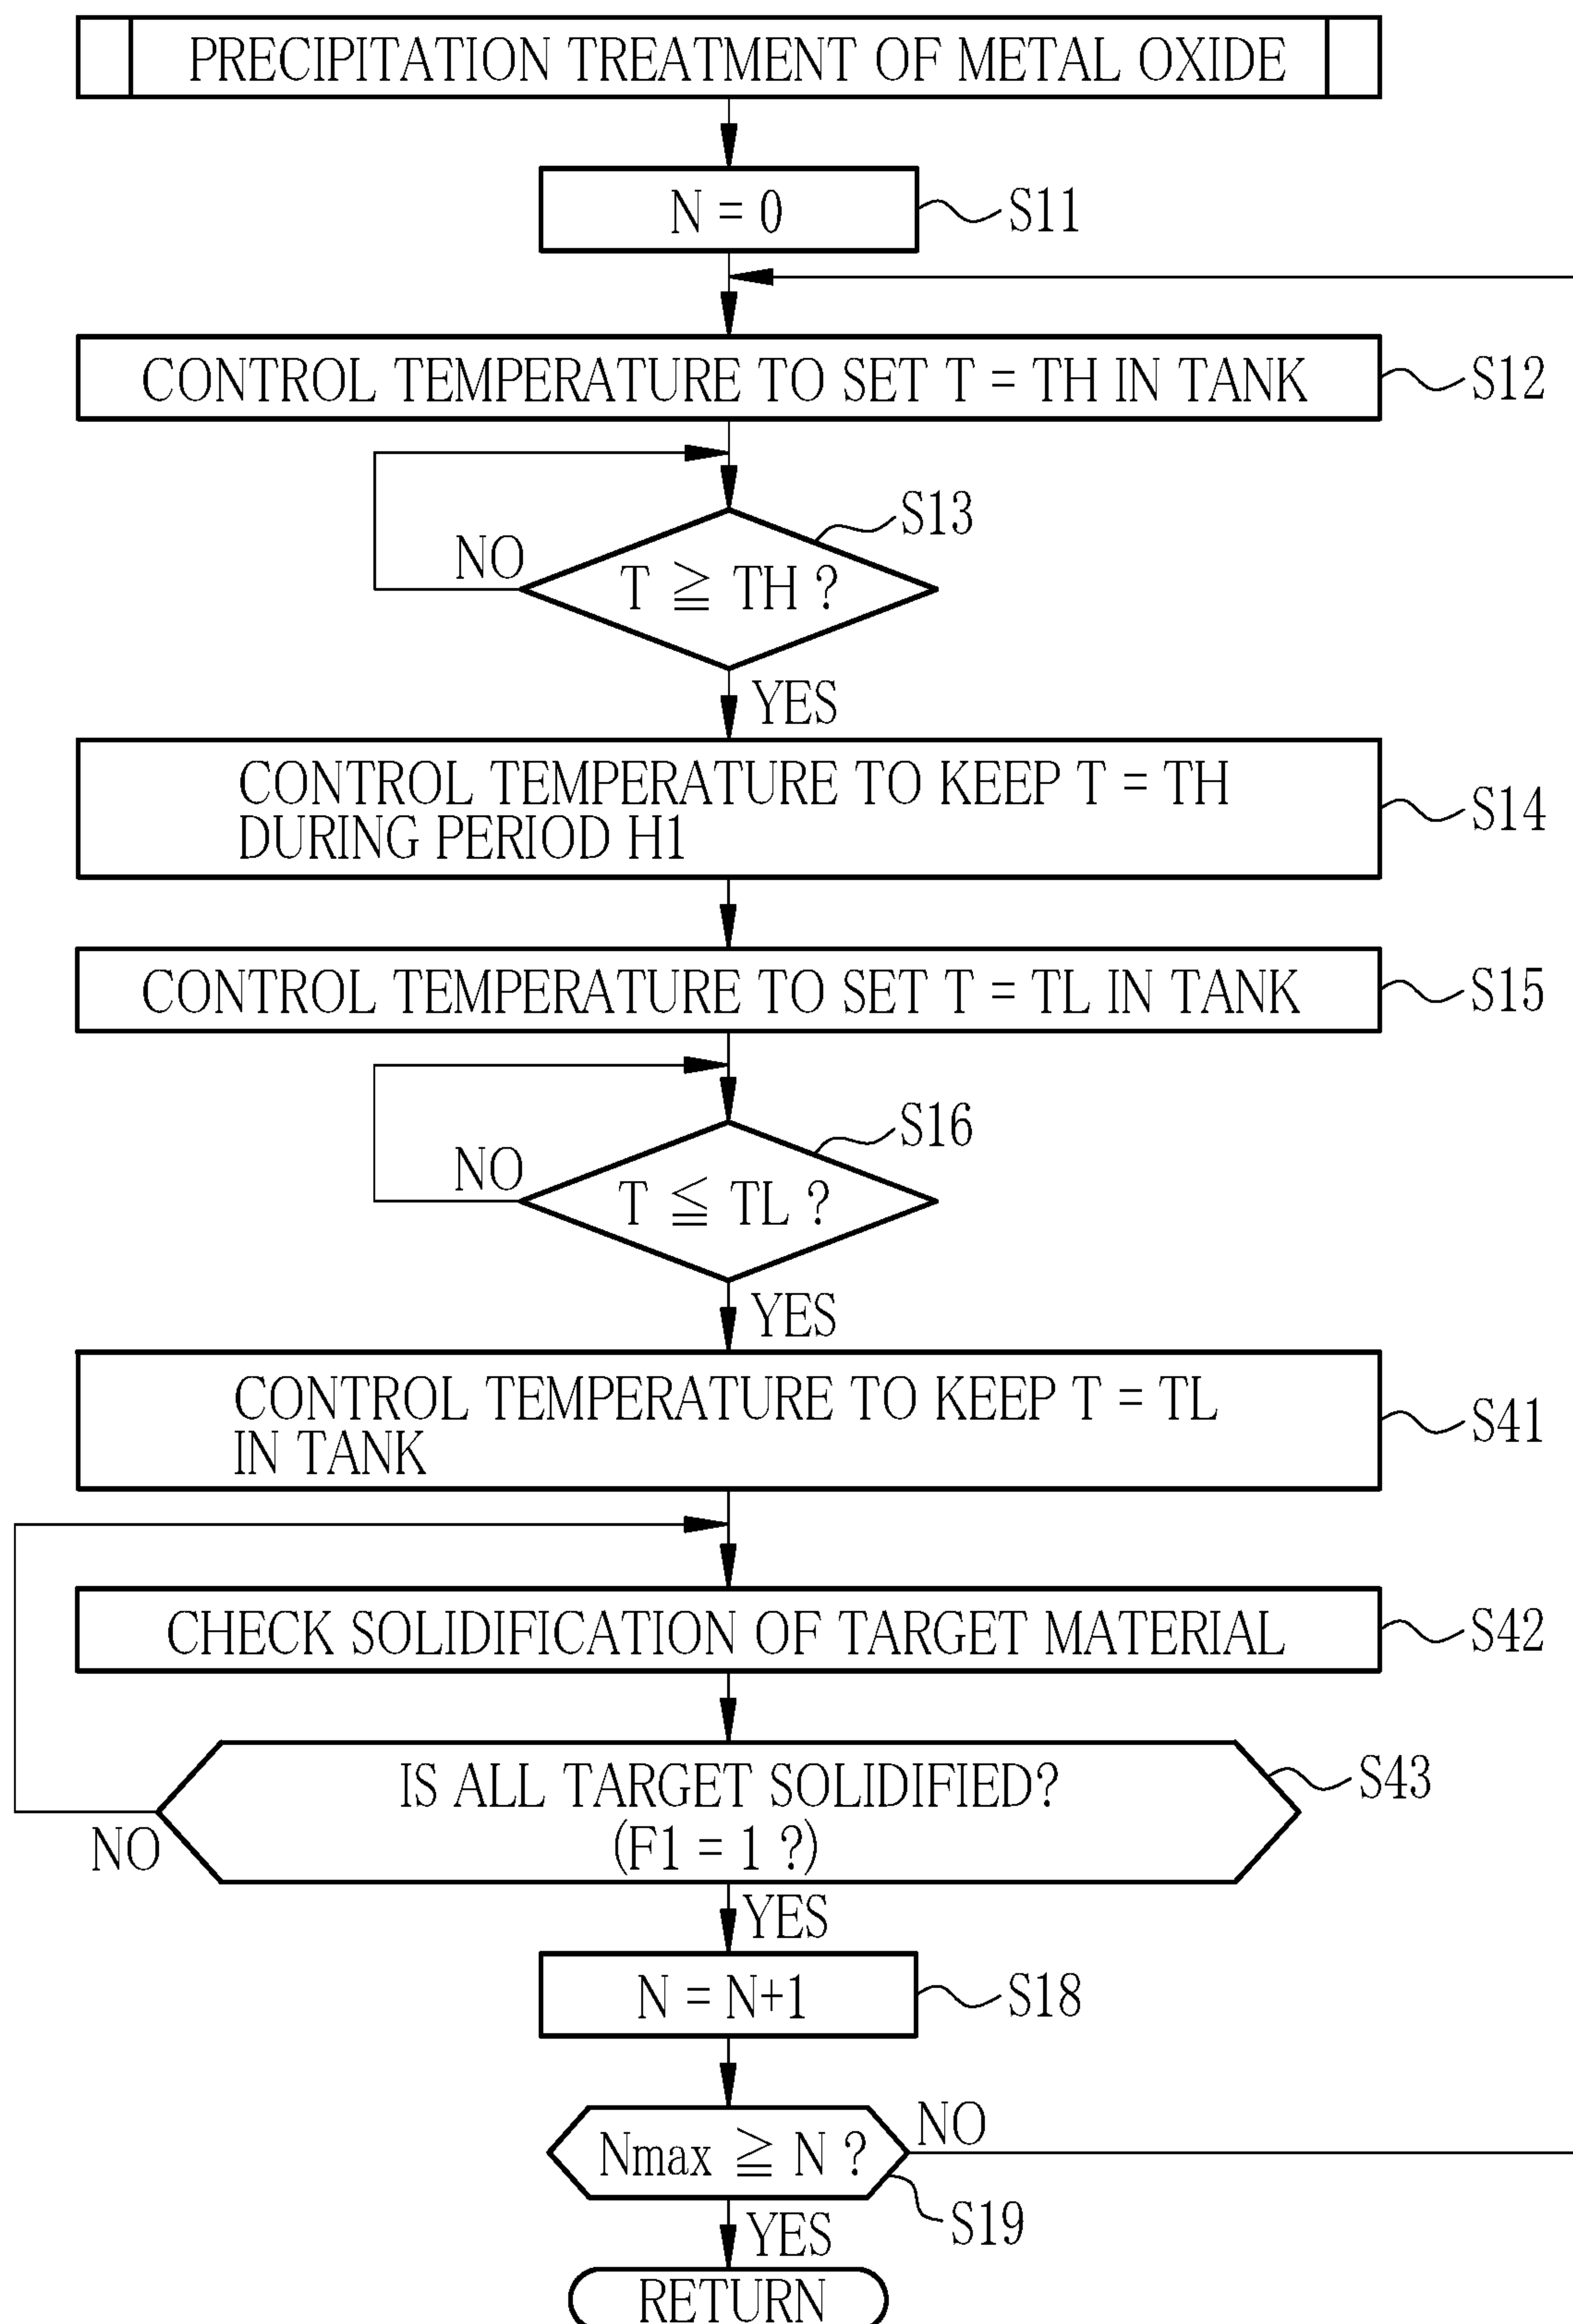 PRECIPITATION TREATMENT OF METAL OXIDE
N = 0
S11
CONTROL TEMPERATURE TO SET T = TH IN TANK
S12
S13
NO
T ≧ TH ?
YES
CONTROL TEMPERATURE TO KEEP T = TH
DURING PERIOD H1
S14
CONTROL TEMPERATURE TO SET T = TL IN TANK
S15
S16
NO
T ≦ TL ?
YES
CONTROL TEMPERATURE TO KEEP T = TL
IN TANK
S41
CHECK SOLIDIFICATION OF TARGET MATERIAL
S42
IS ALL TARGET SOLIDIFIED?
(F1 = 1 ?)
S43
NO
YES
N = N+1
S18
Nmax ≧ N ?
NO
S19
YES
RETURN